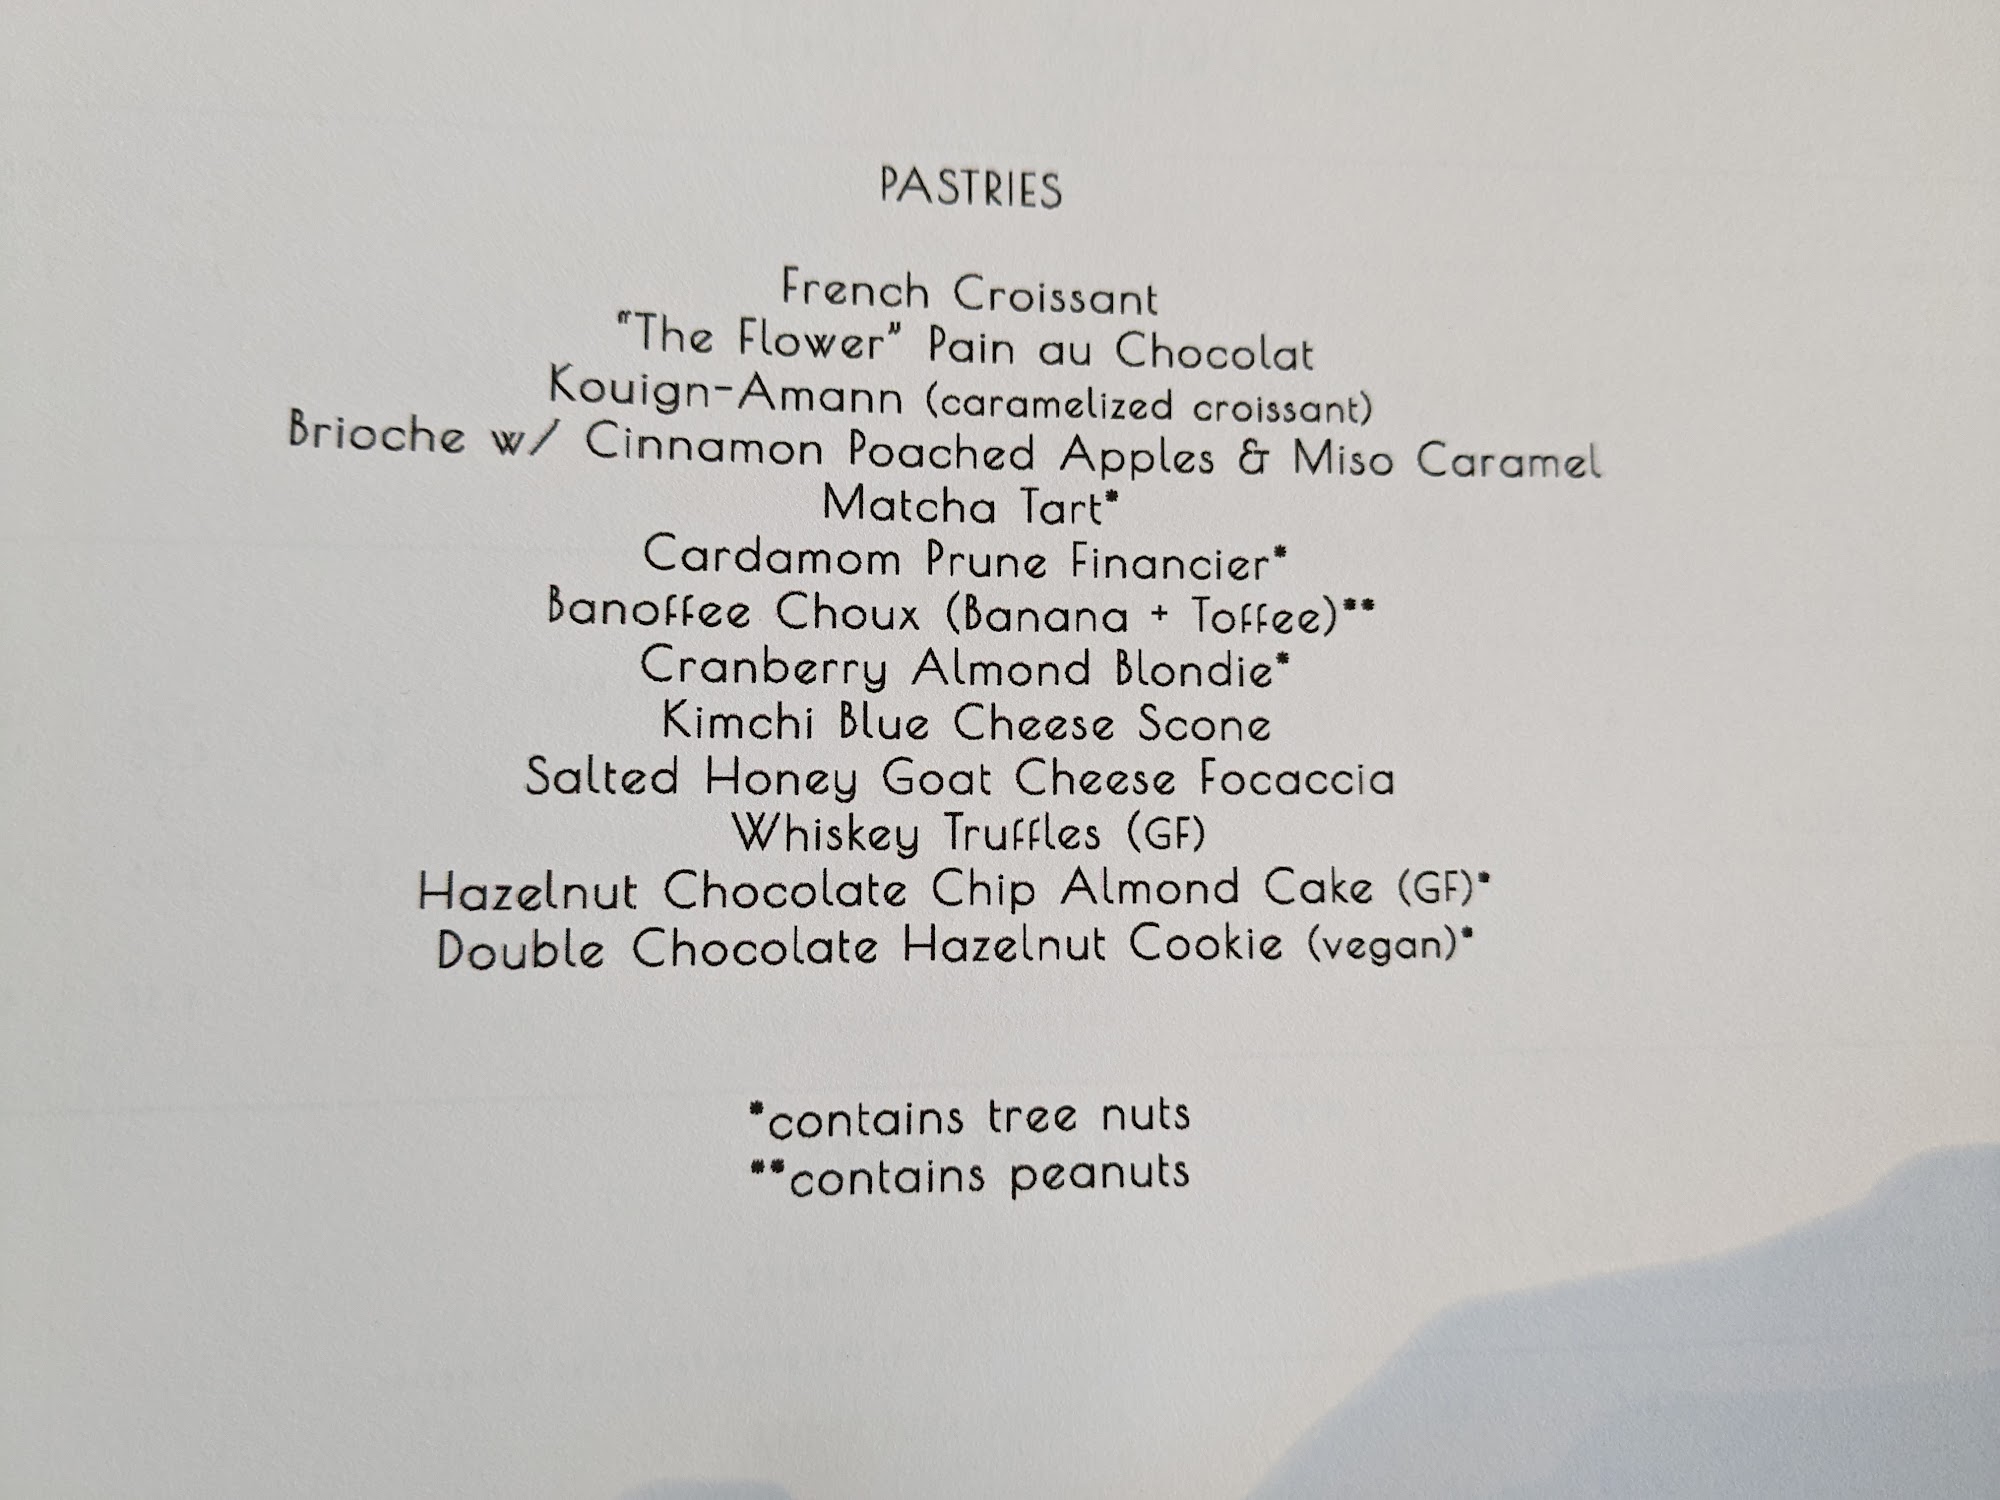 PASTRIES
French Croissant
"The Flower" Pain au Chocolat
Kouign-Amann (caramelized croissant)
Brioche w/ Cinnamon Poached Apples & Miso Caramel
Matcha Tart*
Cardamom Prune Financier*
Banoffee Choux (Banana + Toffee)**
Cranberry Almond Blondie*
Kimchi Blue Cheese Scone
Salted Honey Goat Cheese Focaccia
Whiskey Truffles (GF)
Hazelnut Chocolate Chip Almond Cake (GF)*
Double Chocolate Hazelnut Cookie (vegan)*
*contains tree nuts
**contains peanuts